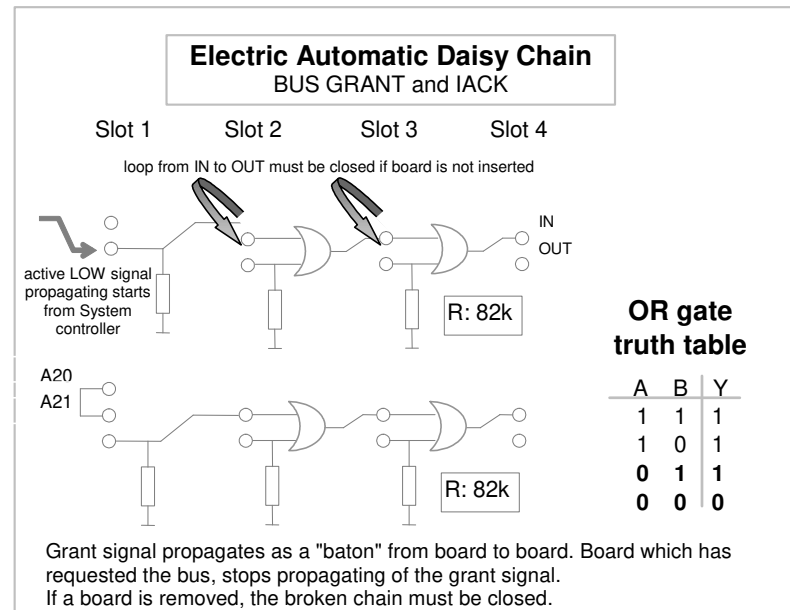 Electric Automatic Daisy Chain
BUS GRANT and IACK
Slot 1 Slot 2 Slot 3 Slot 4
loop from IN to OUT must be closed if board is not inserted
IN
OUT
active LOW signal
propagating starts
from System
controller
R: 82k
OR gate
truth table
A B Y
1 1 1
1 0 1
0 1 1
0 0 0
A20
A21
R: 82k
Grant signal propagates as a "baton" from board to board. Board which has
requested the bus, stops propagating of the grant signal.
If a board is removed, the broken chain must be closed.